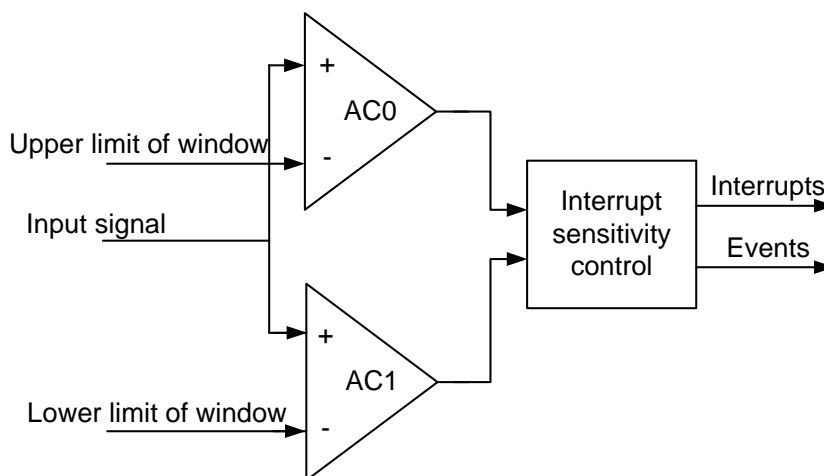 +
AC0
Upper limit of window
-
Input signal
Interrupt
sensitivity
control
Interrupts
Events
+
AC1
Lower limit of window
-